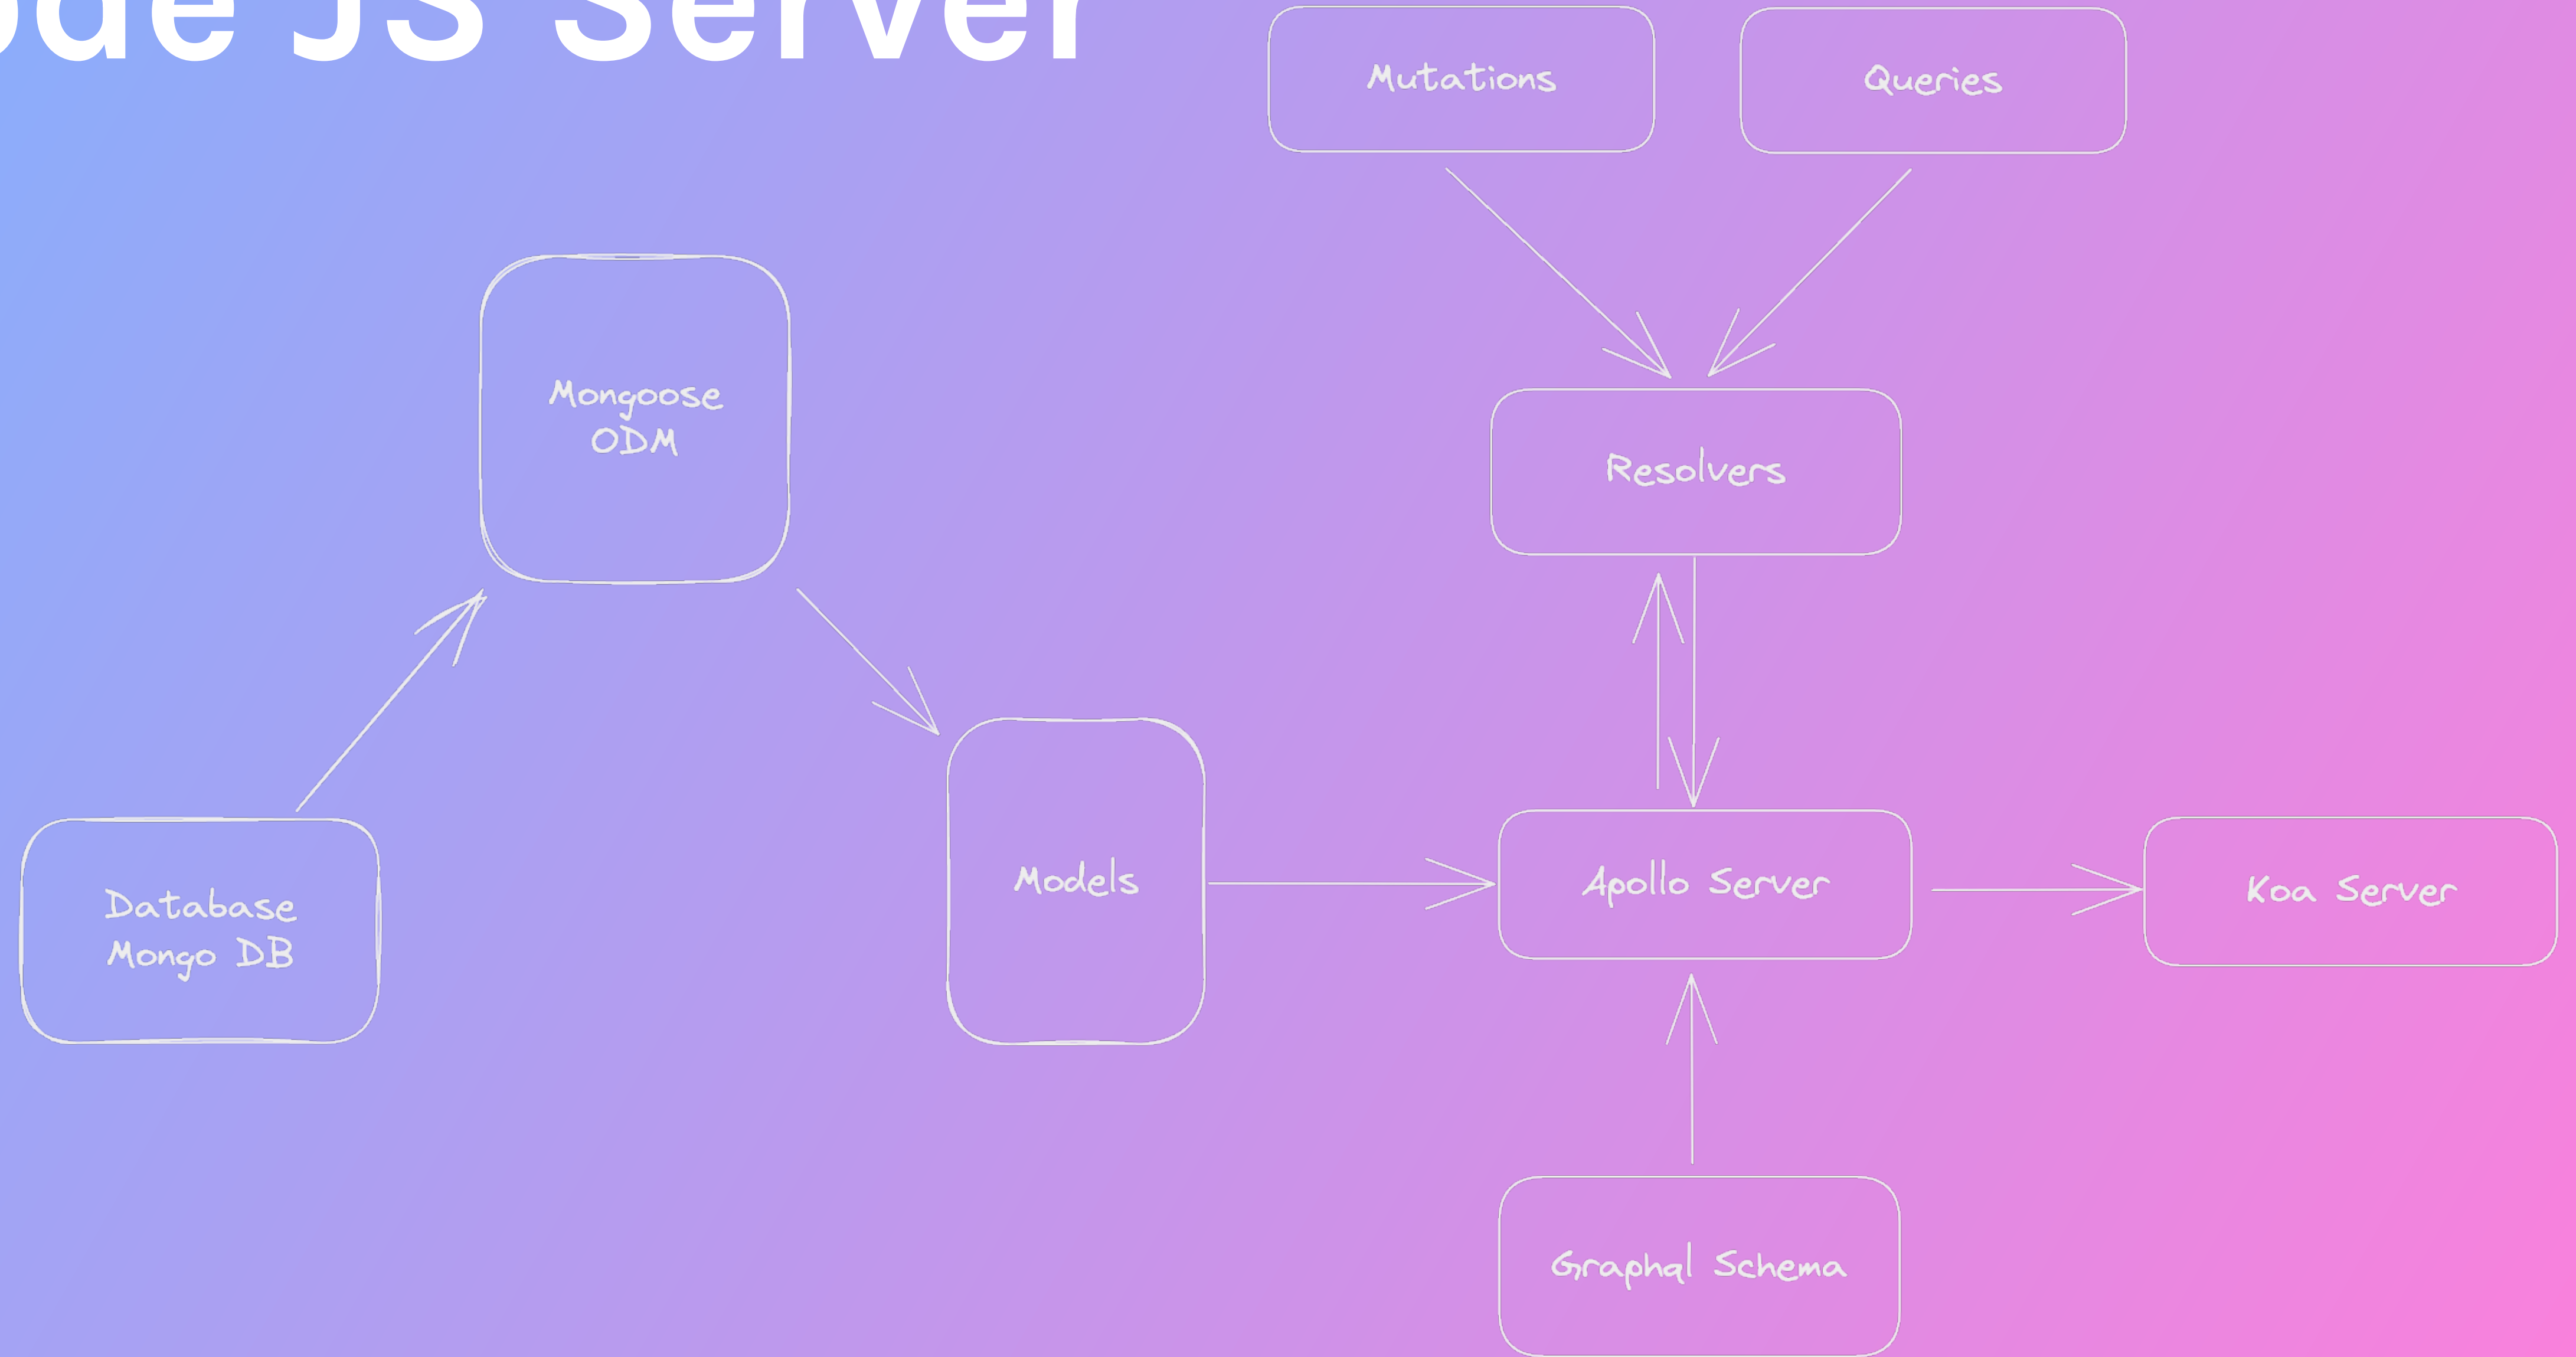 ode JS Server
Mutations
Queries
Mongoose
ODM
Resolvers
Database
Mongo DB
Models
Apollo Server
Koa Server
Graphql Schema